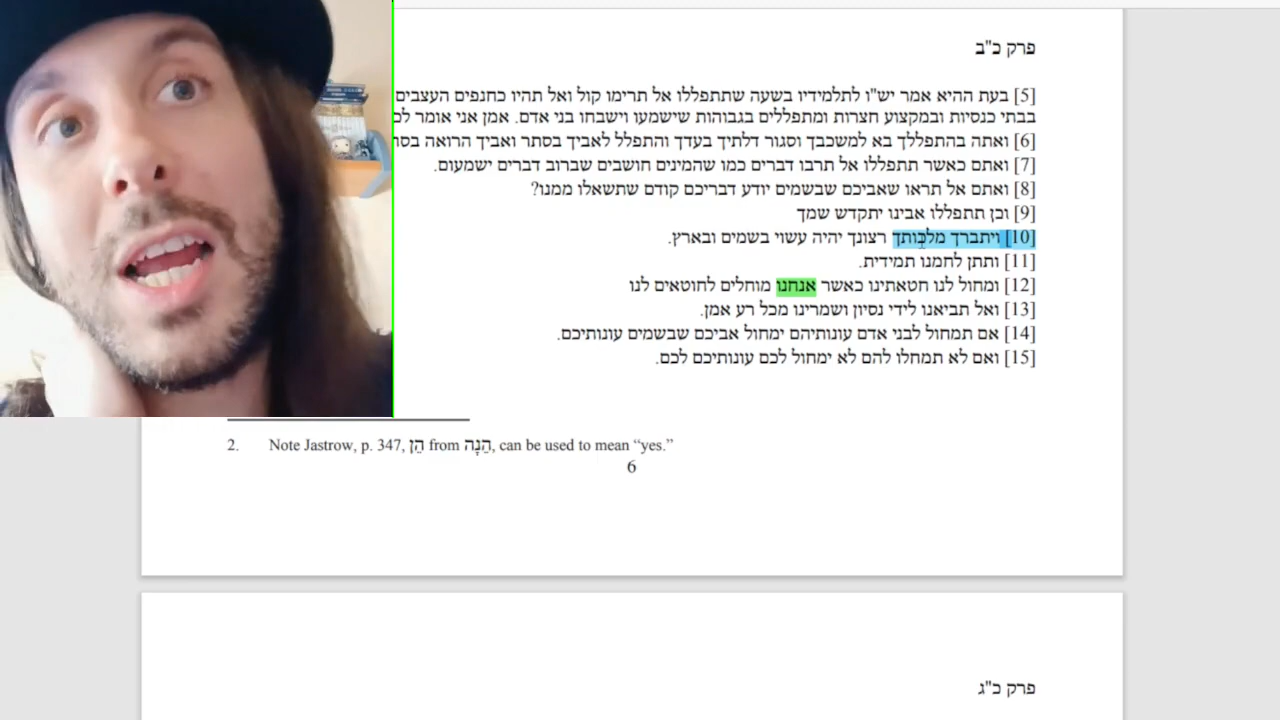 פרק כ"ב
[5] בעת ההיא אמר יש"ו לתלמידיו בשעה שתתפללו אל תרימו קול ואל תהיו כחנפים העצבים
בבתי כנסיות ובמקצוע חצרות ומתפללים בגבוהות שישמעו וישבחו בני אדם. אמן אני אומר
[6] ואתה בהתפללך בא למשכבך וסגור דלתיך בעדך והתפלל לאביך בסתר ואביך הרואה
[7] ואתם כאשר תתפללו אל תרבו דברים כמו שהמינים חושבים שברוב דברים ישמעום.
[8] ואתם אל תראו שאביכם שבשמים יודע דבריכם קודם שתשאלו ממנו?
[9] וכן תתפללו אבינו יתקדש שמך
[10] ויתברך מלכותך רצונך יהיה עשוי בשמים ובארץ.
[11] ותתן לחמנו תמידית.
[12] ומחול לנו חטאתינו כאשר אנחנו מוחלים לחוטאים לנו
[13] ואל תביאנו לידי נסיון ושמרינו מכל רע אמן.
[14] אם תמחול לבני אדם עונותיהם ימחול אביכם שבשמים עונותיכם.
[15] ואם לא תמחלו להם לא ימחול לכם עונותיכם לכם.
2. Note Jastrow, p. 347, הֵן from הֵנָה, can be used to mean “yes.”
6
פרק כ"ג